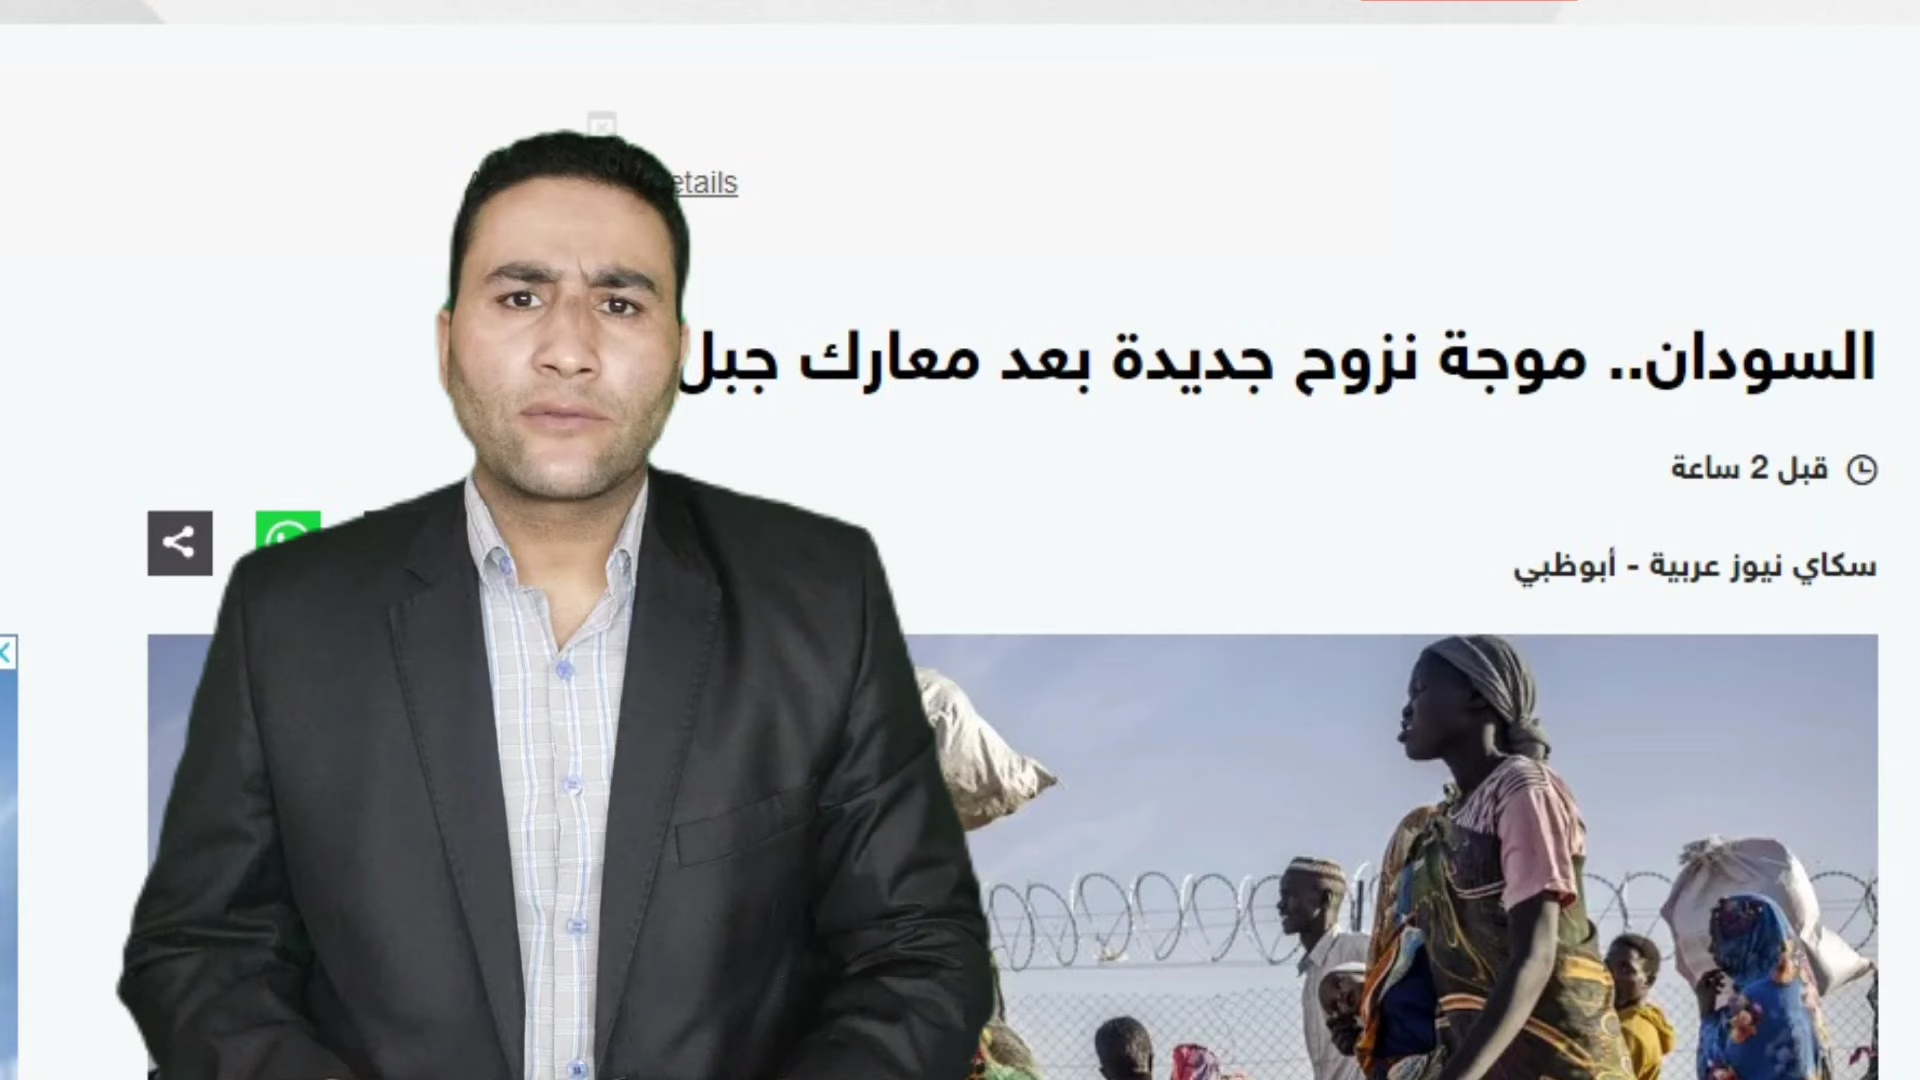 etails
السودان.. موجة نزوح جديدة بعد معارك جبل
قبل 2 ساعة
سكاي نيوز عربية - أبوظبي